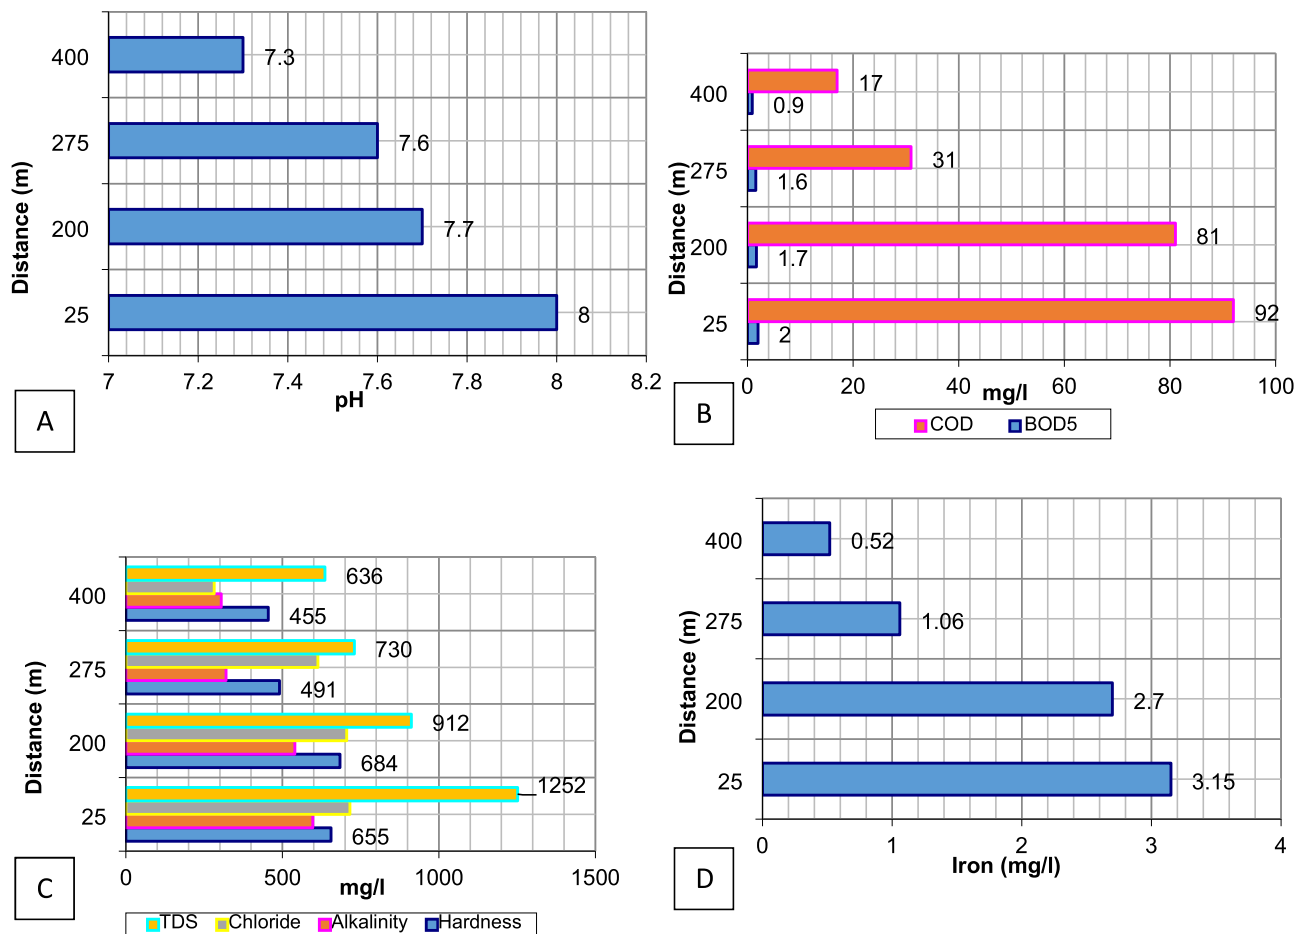 400
7.3
275
7.6
200
7.7
25
8
Distance (m)
7 7.2 7.4 7.6 7.8 8 8.2
pH
A
400
17
0.9
275
31
1.6
200
81
1.7
25
92
2
Distance (m)
0 20 40 60 80 100
mg/l
COD BOD5
B
400
636
455
275
730
491
200
912
684
25
1252
655
Distance (m)
0 500 1000 1500
mg/l
TDS Chloride Alkalinity Hardness
C
400
0.52
275
1.06
200
2.7
25
3.15
Distance (m)
0 1 2 3 4
Iron (mg/l)
D